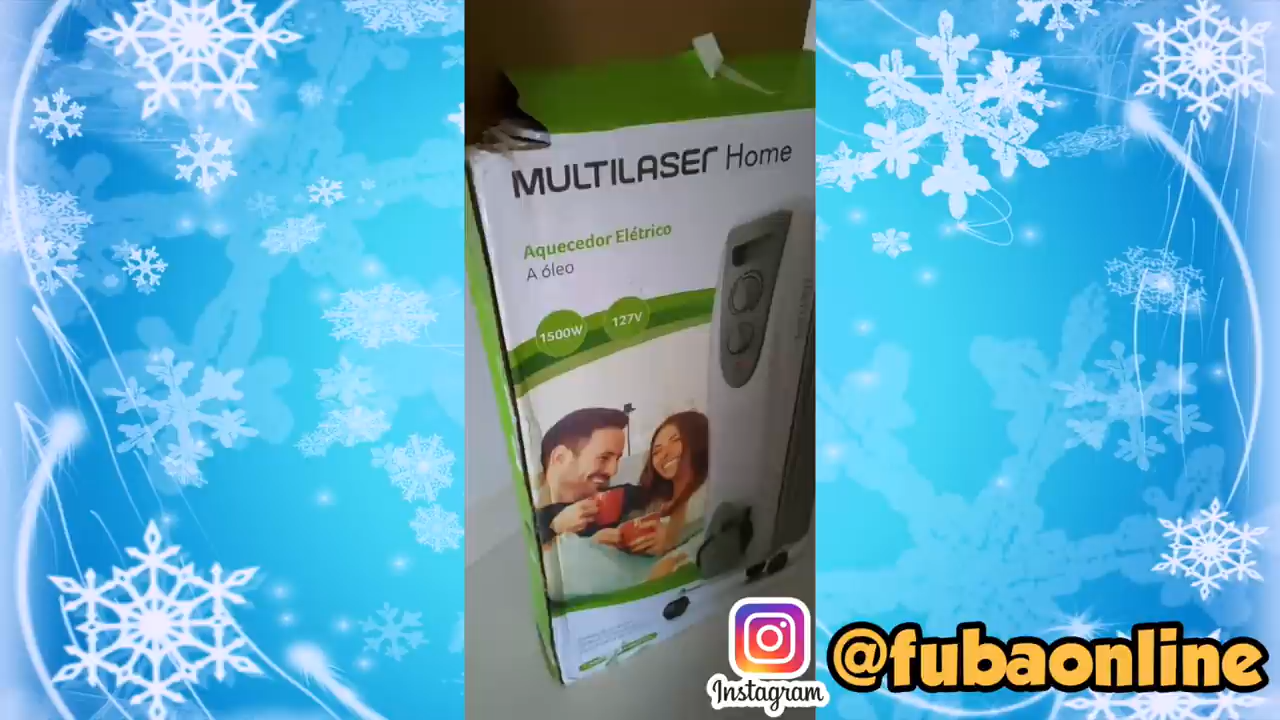 MULTILASER Home
Aquecedor Elétrico
A óleo
1500W
127V
Instagram
@fubaonline